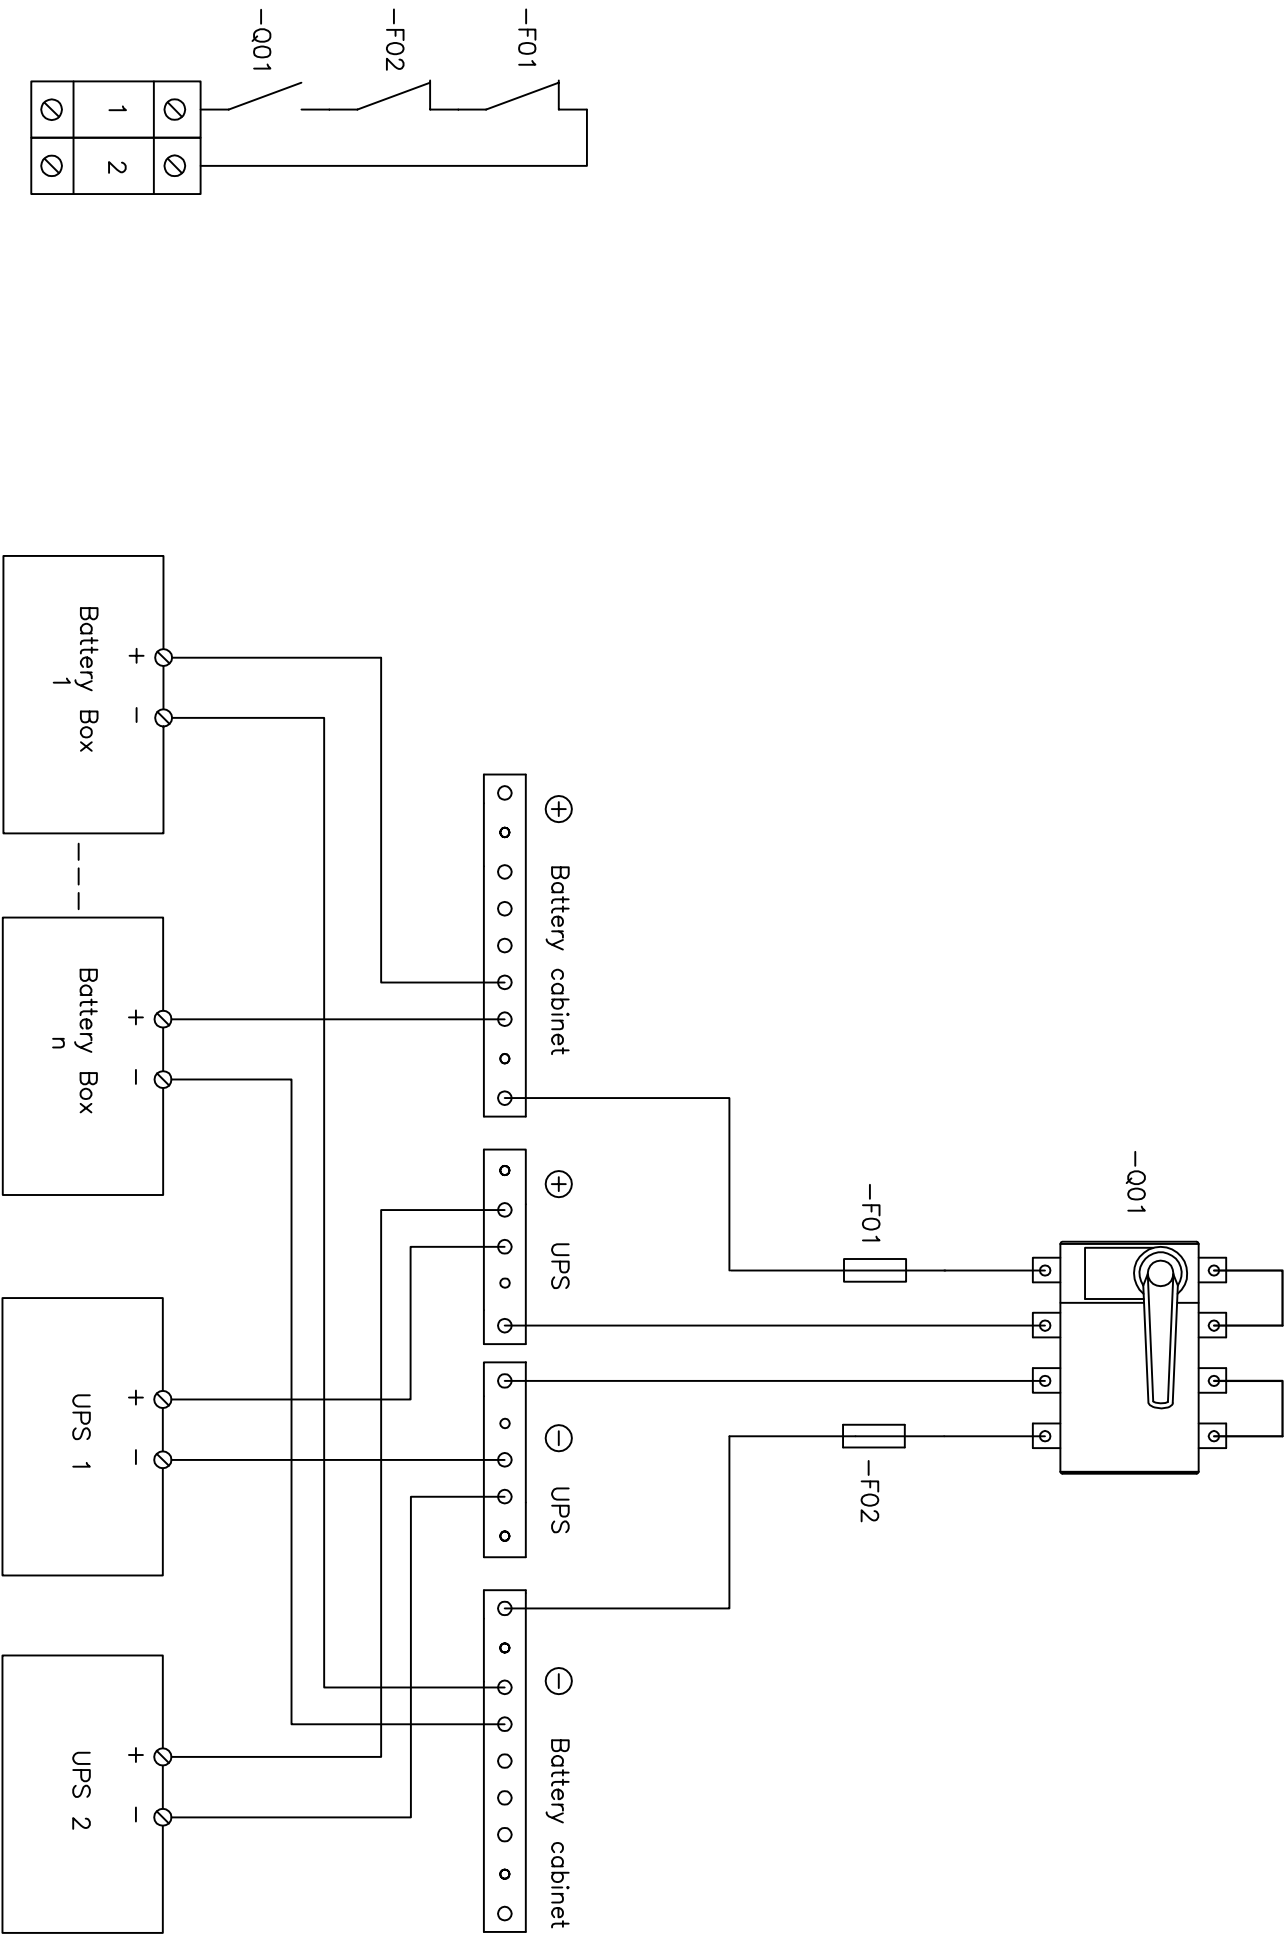 -Q01
-F01
-F02
-F01
-F02
-Q01
1
2
+ Battery cabinet
+ UPS
- UPS
- Battery cabinet
+ -
Battery Box
1
---
+ -
Battery Box
n
+ -
UPS 1
+ -
UPS 2